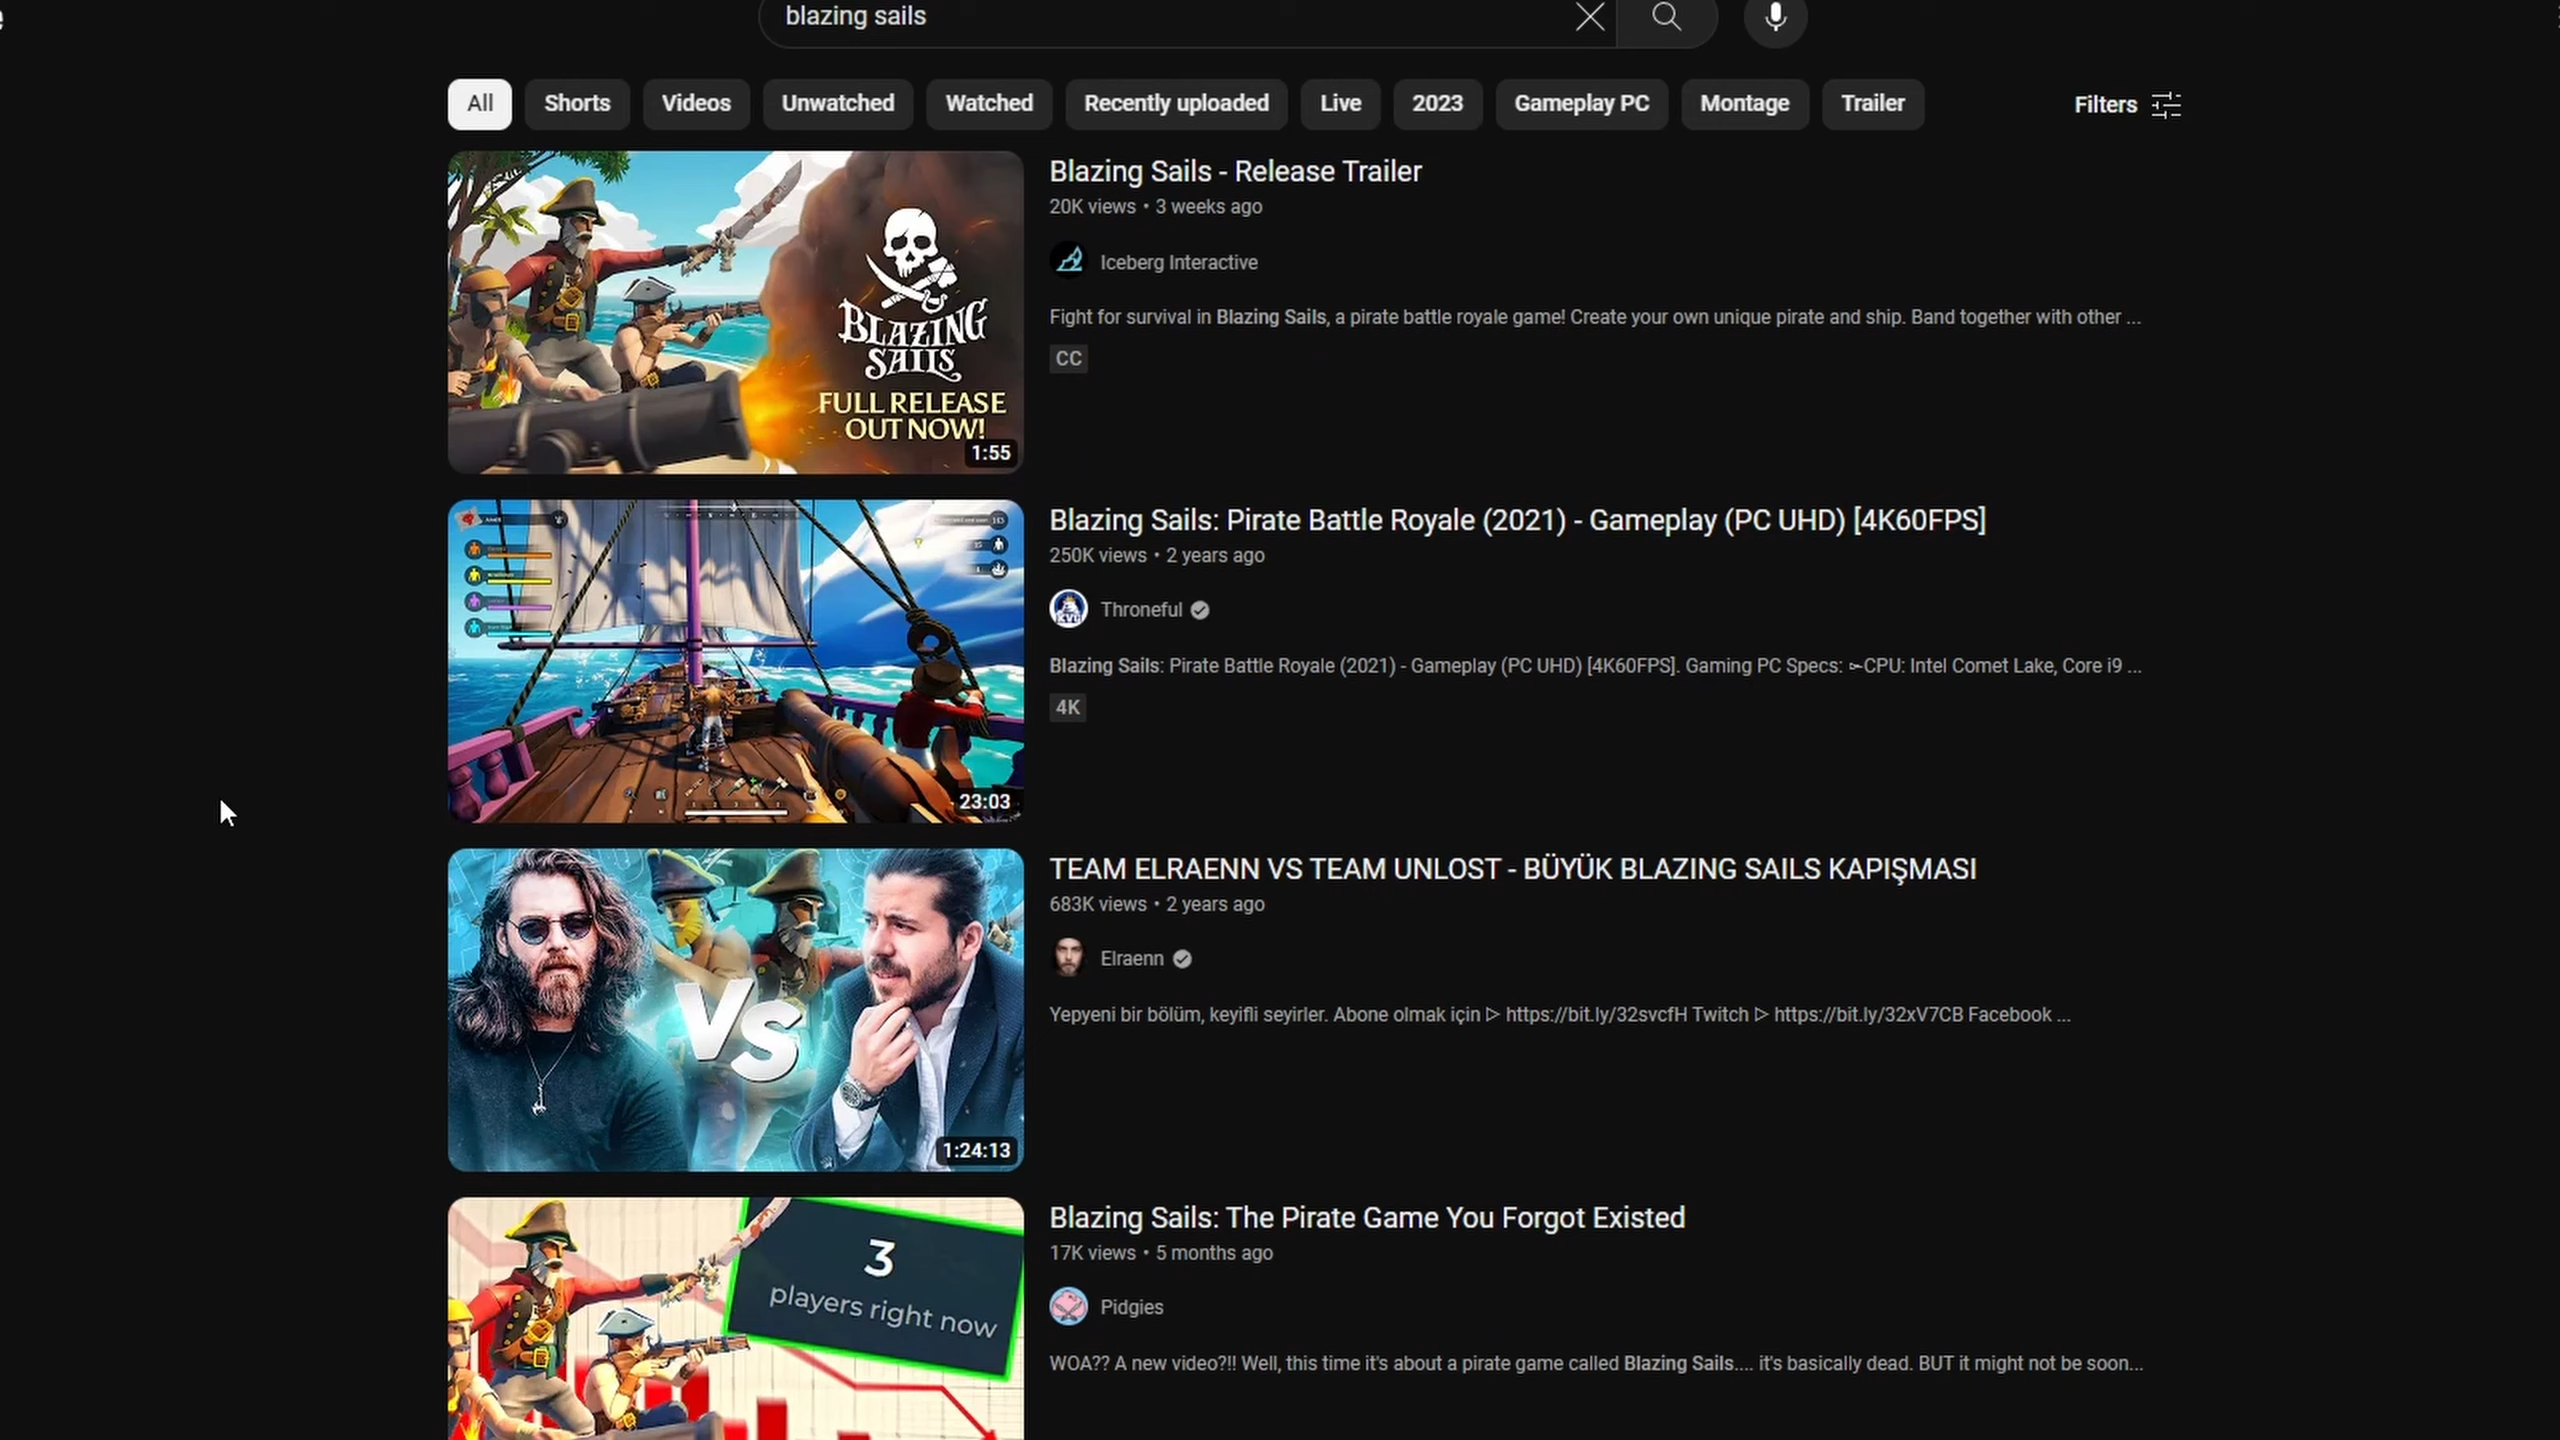 blazing sails
All Shorts Videos Unwatched Watched Recently uploaded Live 2023 Gameplay PC Montage Trailer Filters
BLAZING
SAILS
FULL RELEASE
OUT NOW!
1:55
Blazing Sails - Release Trailer
20K views • 3 weeks ago
Iceberg Interactive
Fight for survival in Blazing Sails, a pirate battle royale game! Create your own unique pirate and ship. Band together with other ...
CC
23:03
Blazing Sails: Pirate Battle Royale (2021) - Gameplay (PC UHD) [4K60FPS]
250K views • 2 years ago
Throneful
Blazing Sails: Pirate Battle Royale (2021) - Gameplay (PC UHD) [4K60FPS]. Gaming PC Specs: ➛CPU: Intel Comet Lake, Core i9 ...
4K
VS
1:24:13
TEAM ELRAENN VS TEAM UNLOST - BÜYÜK BLAZING SAILS KAPIŞMASI
683K views • 2 years ago
Elraenn
Yepyeni bir bölüm, keyifli seyirler. Abone olmak için ▷ https://bit.ly/32svcfH Twitch ▷ https://bit.ly/32xV7CB Facebook ...
3
players right now
Blazing Sails: The Pirate Game You Forgot Existed
17K views • 5 months ago
Pidgies
WOA?? A new video?!! Well, this time it's about a pirate game called Blazing Sails.... it's basically dead. BUT it might not be soon...